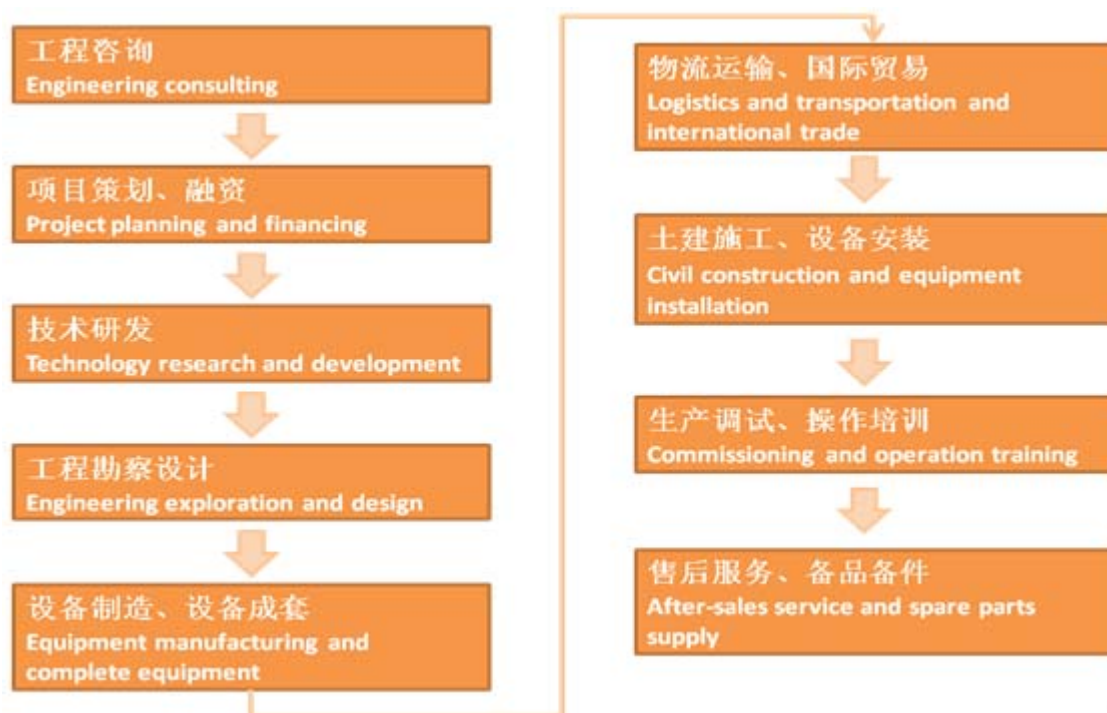 工程咨询
Engineering consulting
项目策划、融资
Project planning and financing
技术研发
Technology research and development
工程勘察设计
Engineering exploration and design
设备制造、设备成套
Equipment manufacturing and
complete equipment
物流运输、国际贸易
Logistics and transportation and
international trade
土建施工、设备安装
Civil construction and equipment
installation
生产调试、操作培训
Commissioning and operation training
售后服务、备品备件
After-sales service and spare parts
supply